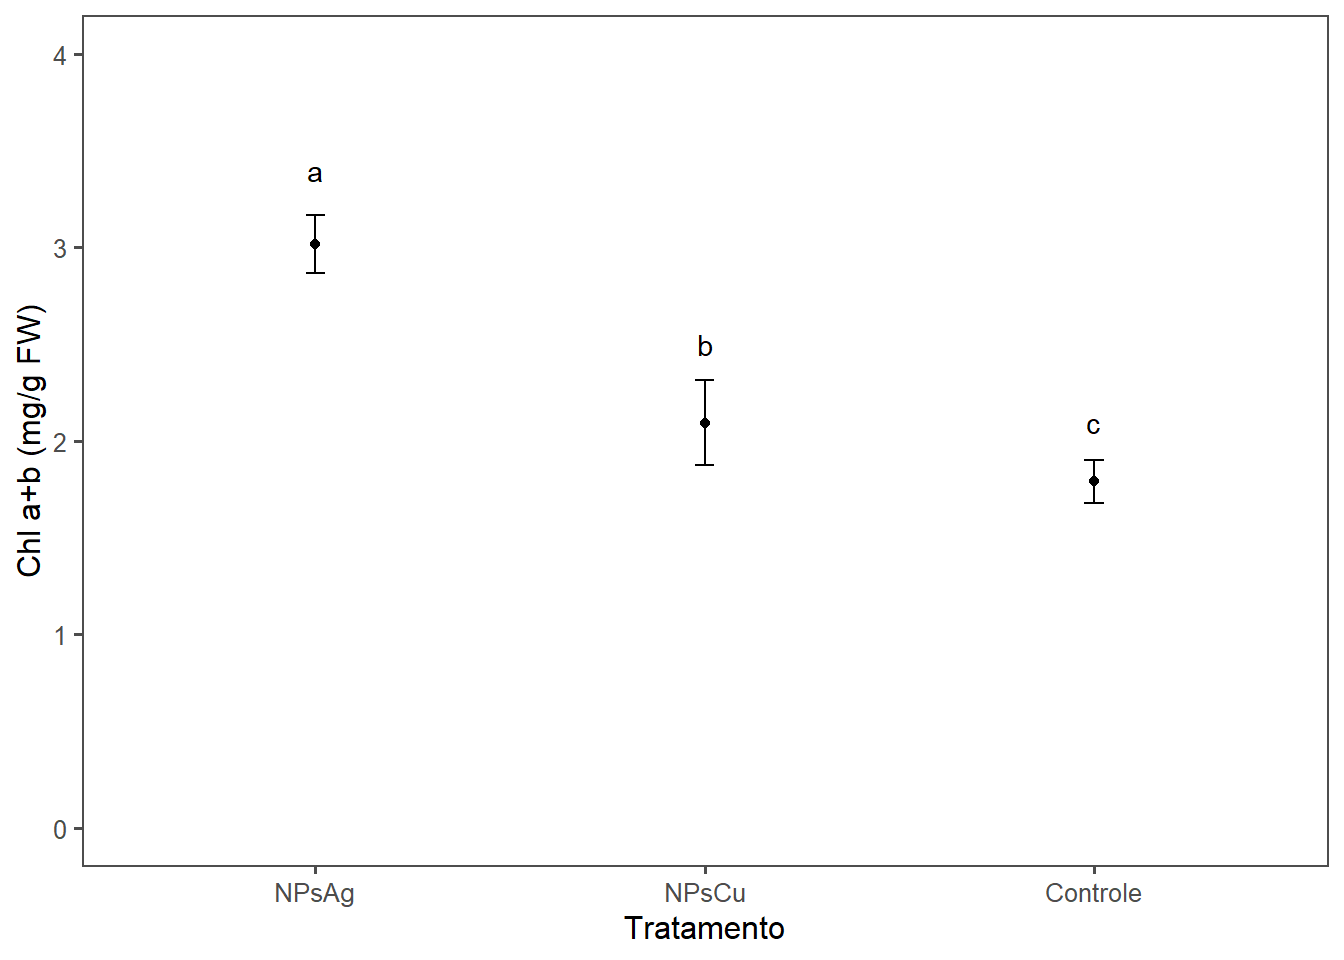 4
a
3
b
c
2
1
0
Chl a+b (mg/g FW)
NPsAg NPsCu Controle
Tratamento